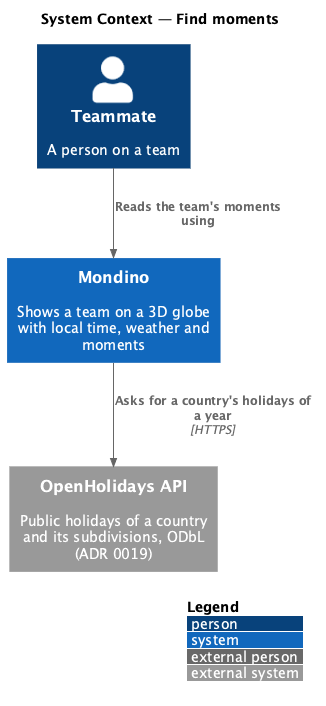 System Context — Find moments
Teammate
A person on a team
Reads the team's moments
using
Mondino
Shows a team on a 3D globe
with local time, weather and
moments
Asks for a country's holidays of
a year
[HTTPS]
OpenHolidays API
Public holidays of a country
and its subdivisions, ODbL
(ADR 0019)
Legend
person
system
external person
external system